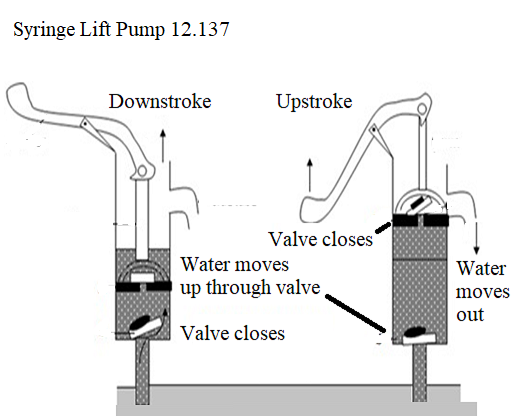 Syringe Lift Pump 12.137
Downstroke
Upstroke
Valve closes
Water moves
up through valve
Valve closes
Water
moves
out